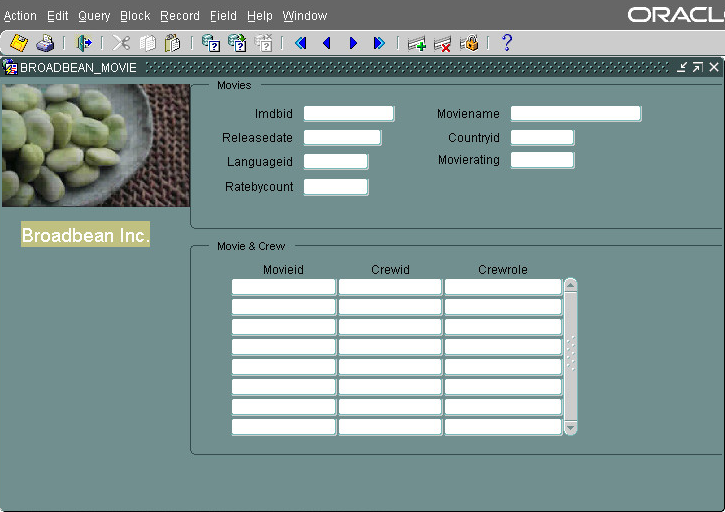 Action Edit Query Block Record Field Help Window
BROADBEAN_MOVIE
Movies
Imdbid Moviename
Releasedate Countryid
Languageid Movierating
Ratebycount
Broadbean Inc.
Movie & Crew
Movieid Crewid Crewrole